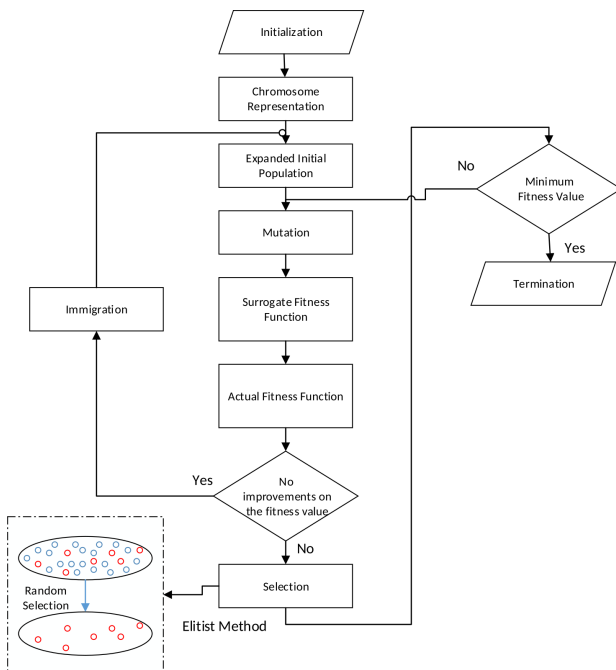 Initialization
Chromosome
Representation
Expanded Initial
Population
No
Minimum
Fitness Value
Mutation
Yes
Termination
Surrogate Fitness
Function
Immigration
Actual Fitness Function
Yes
No
improvements on
the fitness value
No
Selection
Random
Selection
Elitist Method